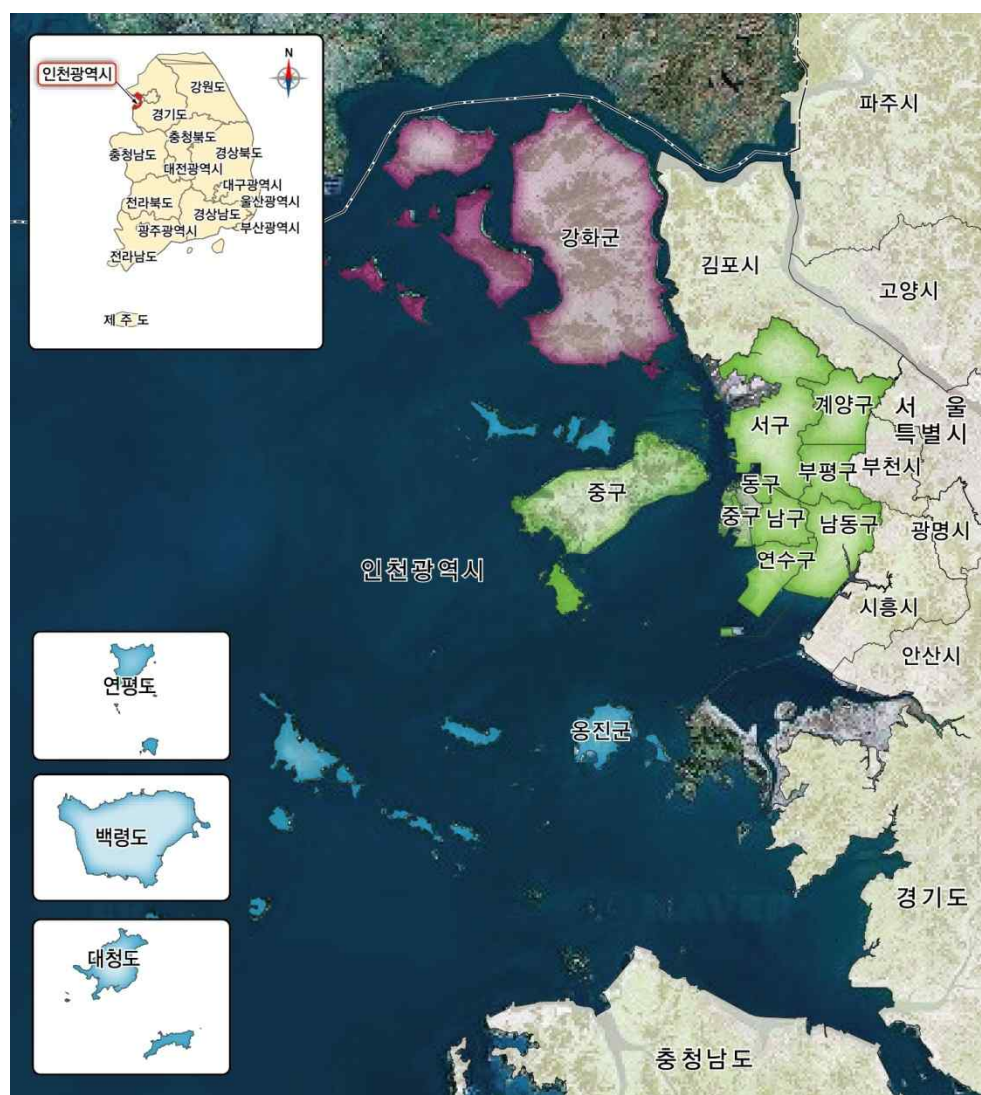 N
인천광역시
강원도
경기도
충청북도
충청남도
경상북도
대전광역시
대구광역시
전라북도
울산광역시
경상남도
광주광역시
부산광역시
전라남도
제 주 도
파주시
강화군
김포시
고양시
계양구
서 울
특별시
서구
부평구
부천시
동구
중구
중구
남구
남동구
광명시
연수구
인천광역시
시흥시
안산시
연평도
옹진군
백령도
경기도
대청도
충청남도